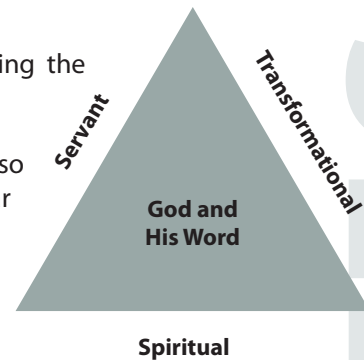 ing the
so
r
Servant
Transformational
God and
His Word
Spiritual